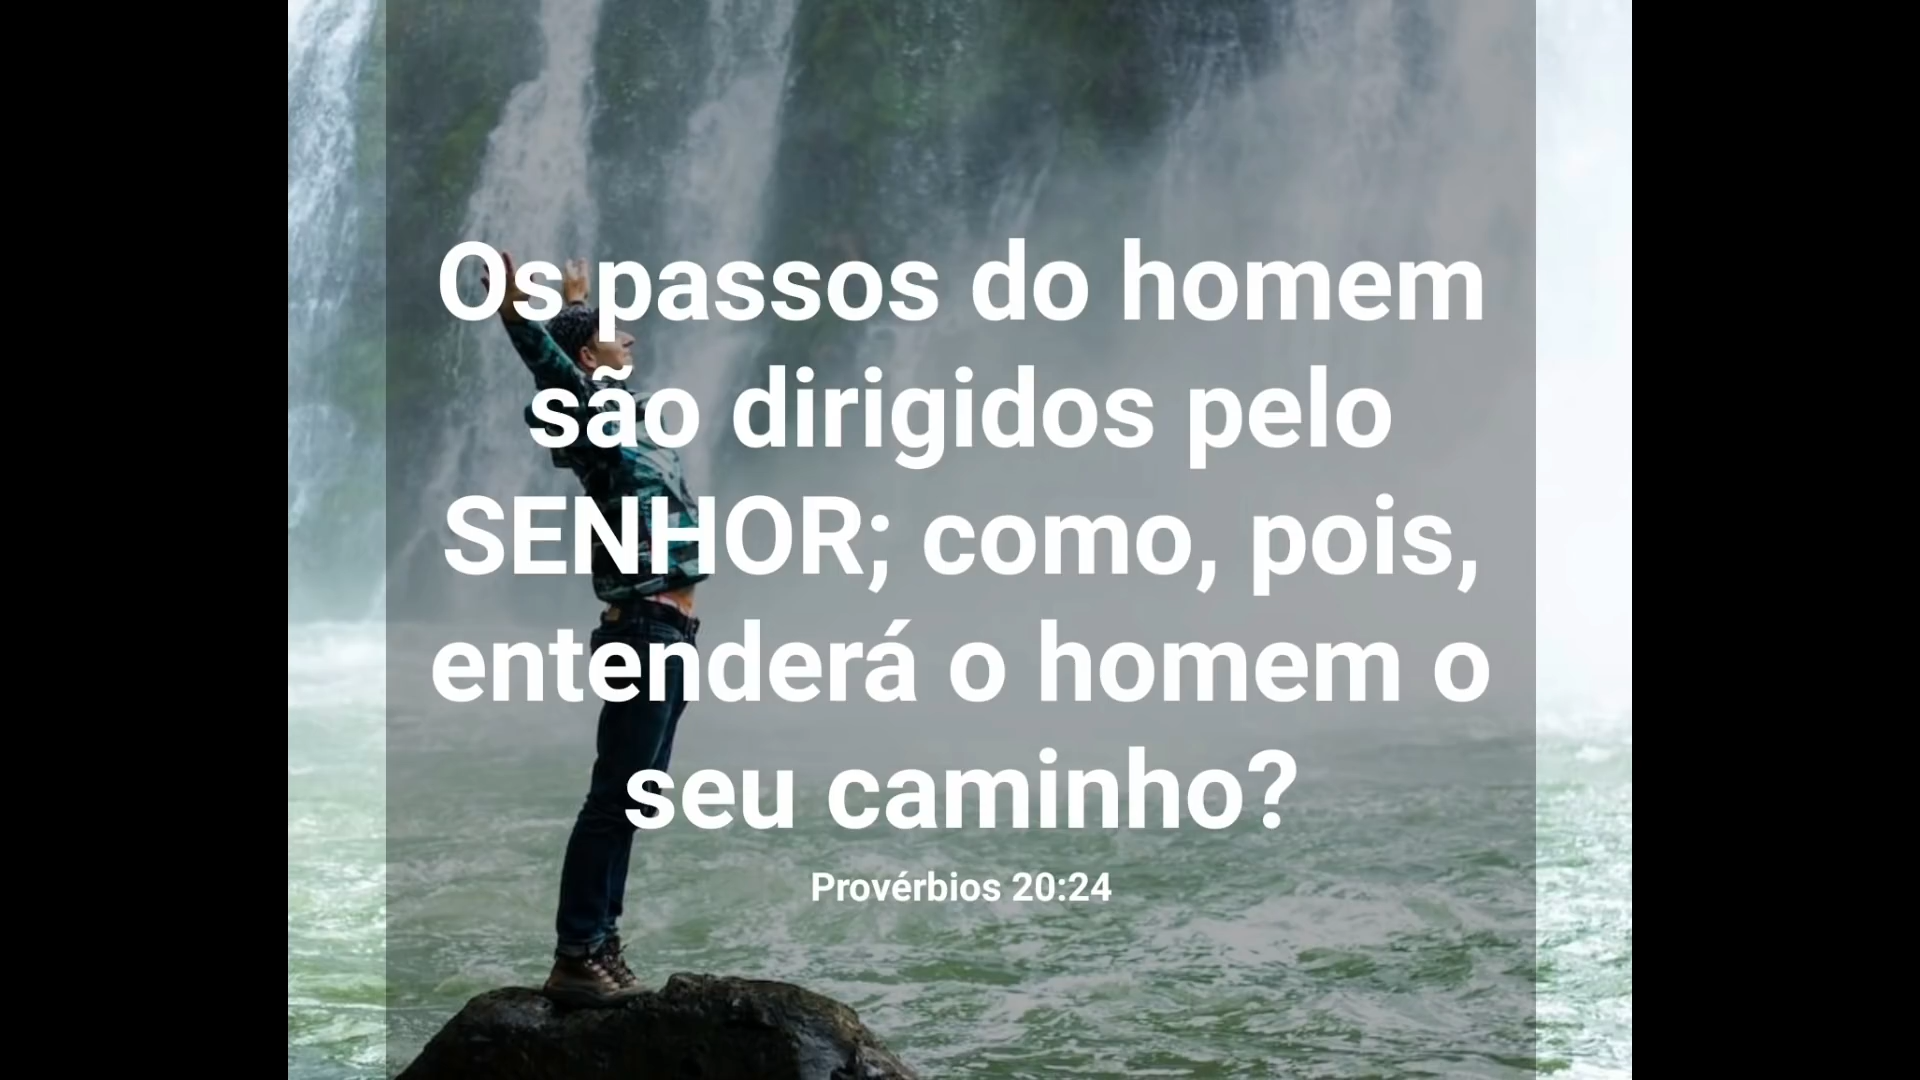 Os passos do homem
são dirigidos pelo
SENHOR; como, pois,
entenderá o homem o
seu caminho?
Provérbios 20:24